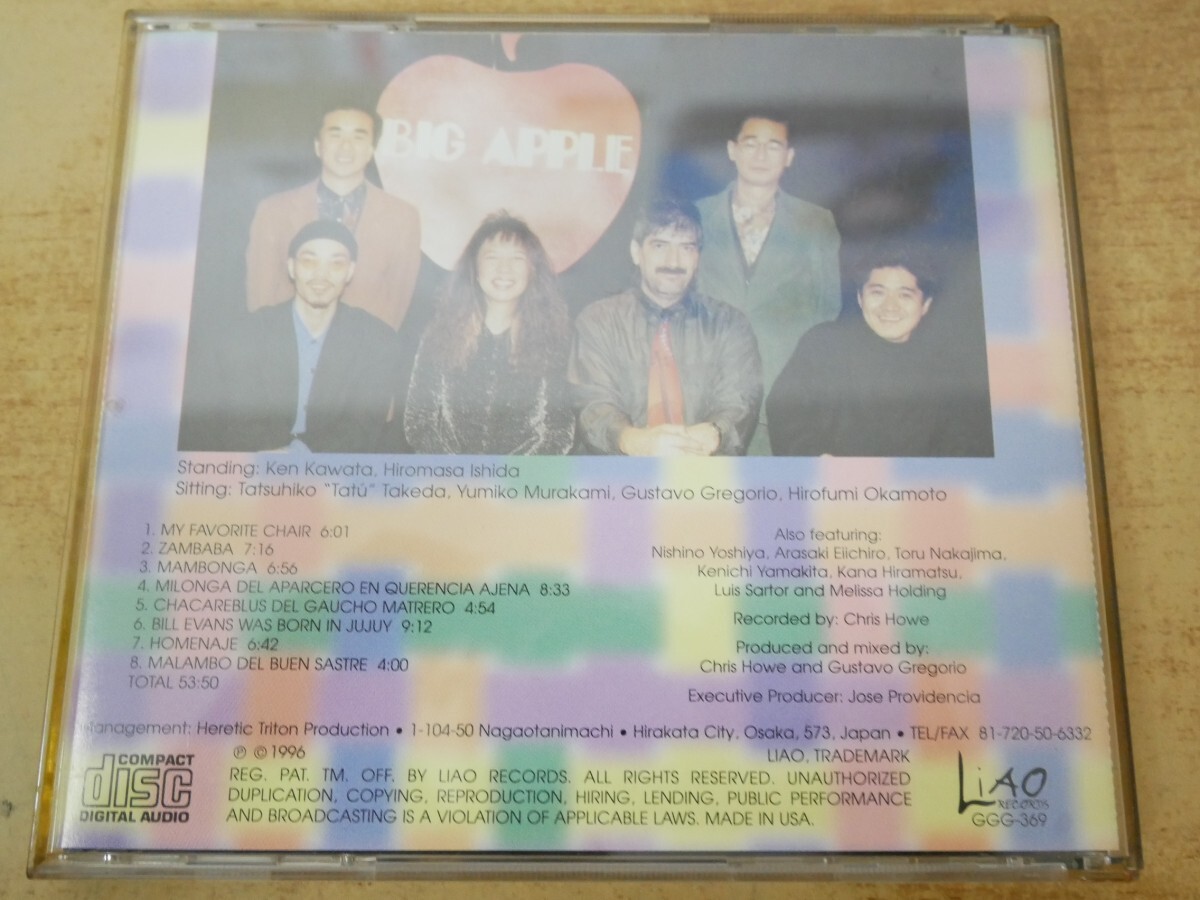 BIG APPLE
Standing: Ken Kawata, Hiromasa Ishida
Sitting: Tatsuhiko "Tatú" Takeda, Yumiko Murakami, Gustavo Gregorio, Hirofumi Okamoto
1. MY FAVORITE CHAIR 6:01
2. ZAMBABA 7:16
3. MAMBONGA 6:56
4. MILONGA DEL APARCERO EN QUERENCIA AJENA 8:33
5. CHACAREBLUS DEL GAUCHO MATRERO 4:54
6. BILL EVANS WAS BORN IN JUJUY 9:12
7. HOMENAJE 6:42
8. MALAMBO DEL BUEN SASTRE 4:00
TOTAL 53:50
Also featuring:
Nishino Yoshiya, Arasaki Eiichiro, Toru Nakajima,
Kenichi Yamakita, Kana Hiramatsu,
Luis Sartor and Melissa Holding
Recorded by: Chris Howe
Produced and mixed by:
Chris Howe and Gustavo Gregorio
Executive Producer: Jose Providencia
Management: Heretic Triton Production • 1-104-50 Nagaotanimachi • Hirakata City, Osaka, 573, Japan • TEL/FAX 81-720-50-6332
℗ © 1996
LIAO, TRADEMARK
REG. PAT. TM. OFF. BY LIAO RECORDS. ALL RIGHTS RESERVED. UNAUTHORIZED
DUPLICATION, COPYING, REPRODUCTION, HIRING, LENDING, PUBLIC PERFORMANCE
AND BROADCASTING IS A VIOLATION OF APPLICABLE LAWS. MADE IN USA.
COMPACT
disc
DIGITAL AUDIO
LiAO
RECORDS
GGG-369